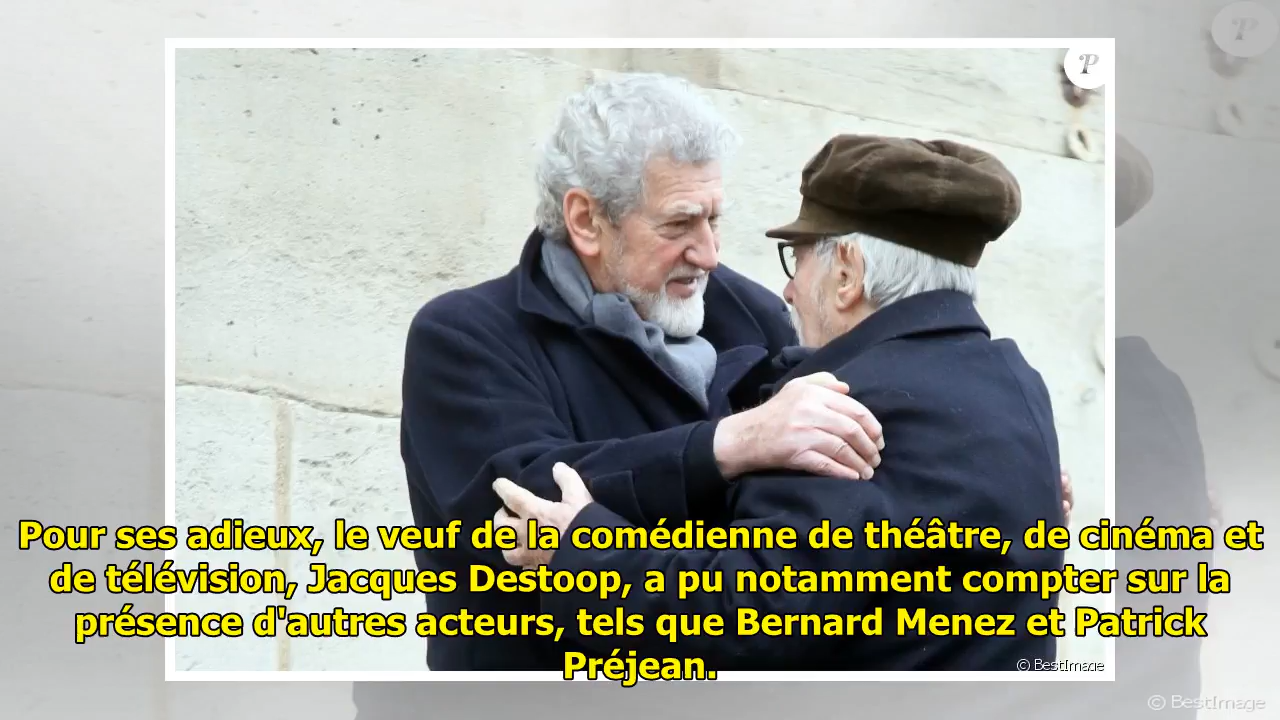 P
P
Pour ses adieux, le veuf de la comédienne de théâtre, de cinéma et
de télévision, Jacques Destoop, a pu notamment compter sur la
présence d'autres acteurs, tels que Bernard Menez et Patrick
Préjean.
© BestImage
© BestImage